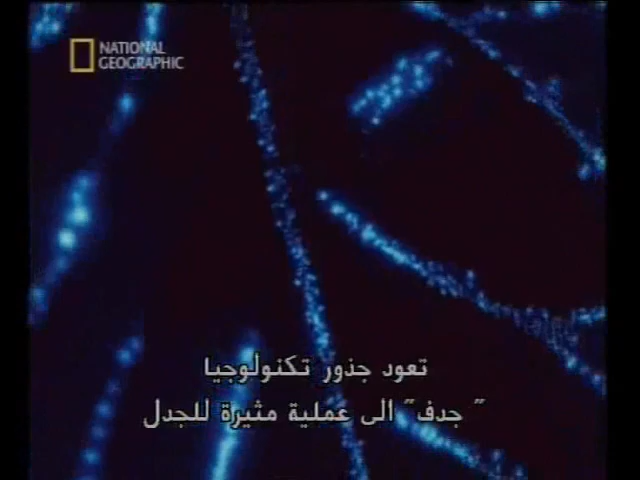 NATIONAL
GEOGRAPHIC
تعود جذور تكنولوجيا
" جدف" الى عملية مثيرة للجدل